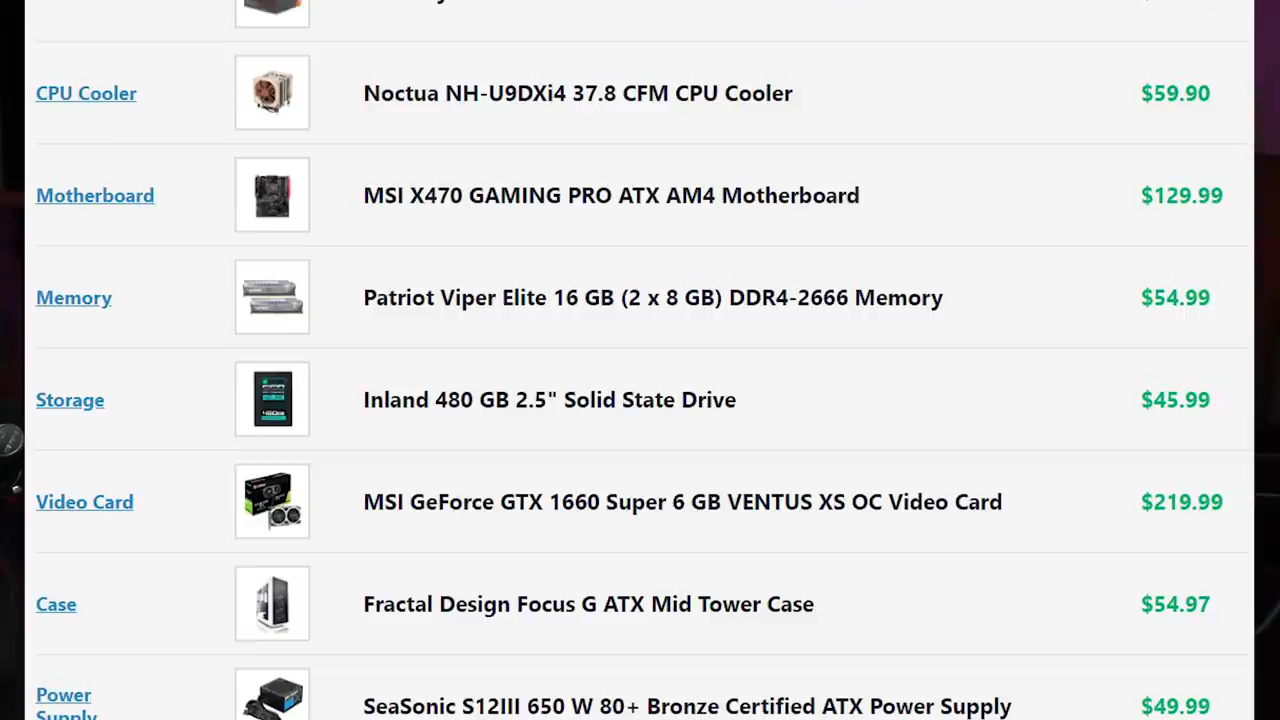 CPU Cooler Noctua NH-U9DXi4 37.8 CFM CPU Cooler $59.90
Motherboard MSI X470 GAMING PRO ATX AM4 Motherboard $129.99
Memory Patriot Viper Elite 16 GB (2 x 8 GB) DDR4-2666 Memory $54.99
Storage Inland 480 GB 2.5" Solid State Drive $45.99
Video Card MSI GeForce GTX 1660 Super 6 GB VENTUS XS OC Video Card $219.99
Case Fractal Design Focus G ATX Mid Tower Case $54.97
Power
Supply SeaSonic S12III 650 W 80+ Bronze Certified ATX Power Supply $49.99